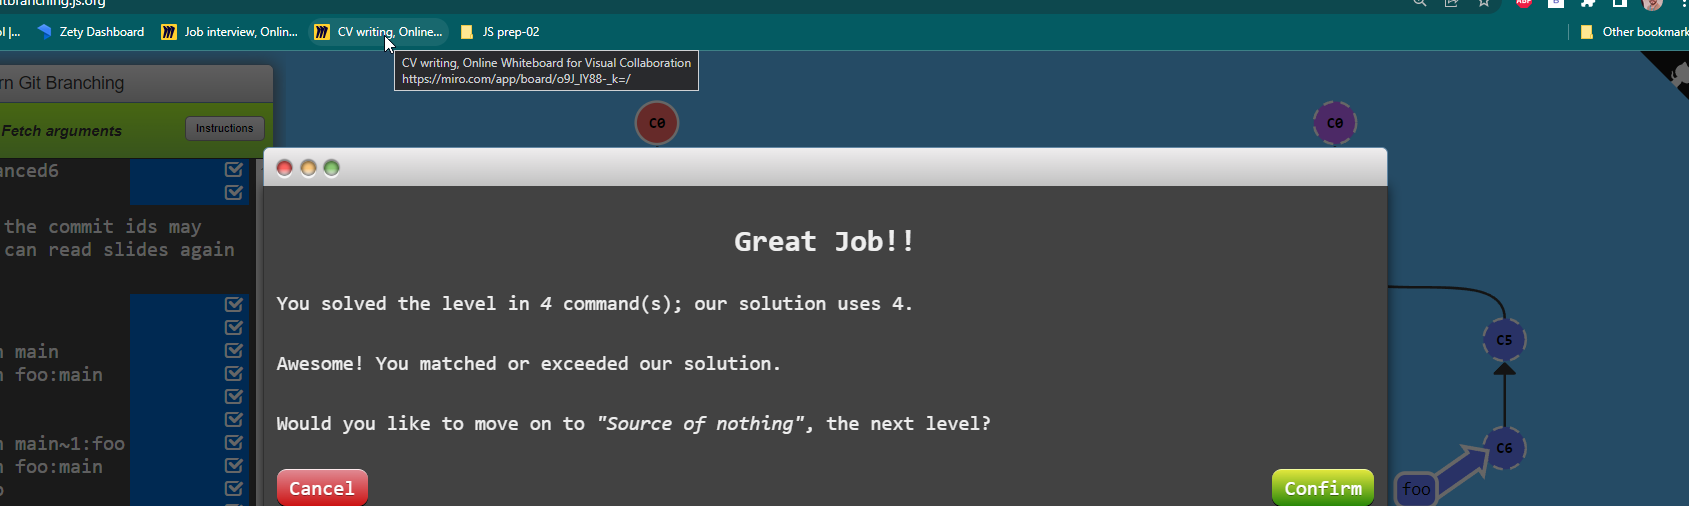 itbranching.js.org
ol |...
Zety Dashboard
Job interview, Onlin...
CV writing, Online...
JS prep-02
Other bookmark
CV writing, Online Whiteboard for Visual Collaboration
https://miro.com/app/board/o9J_lY88-_k=/
rn Git Branching
Fetch arguments
Instructions
C0
C0
anced6
the commit ids may
can read slides again
Great Job!!
You solved the level in 4 command(s); our solution uses 4.
Awesome! You matched or exceeded our solution.
Would you like to move on to "Source of nothing", the next level?
Cancel
Confirm
n main
n foo:main
n main~1:foo
n foo:main
C5
C6
foo